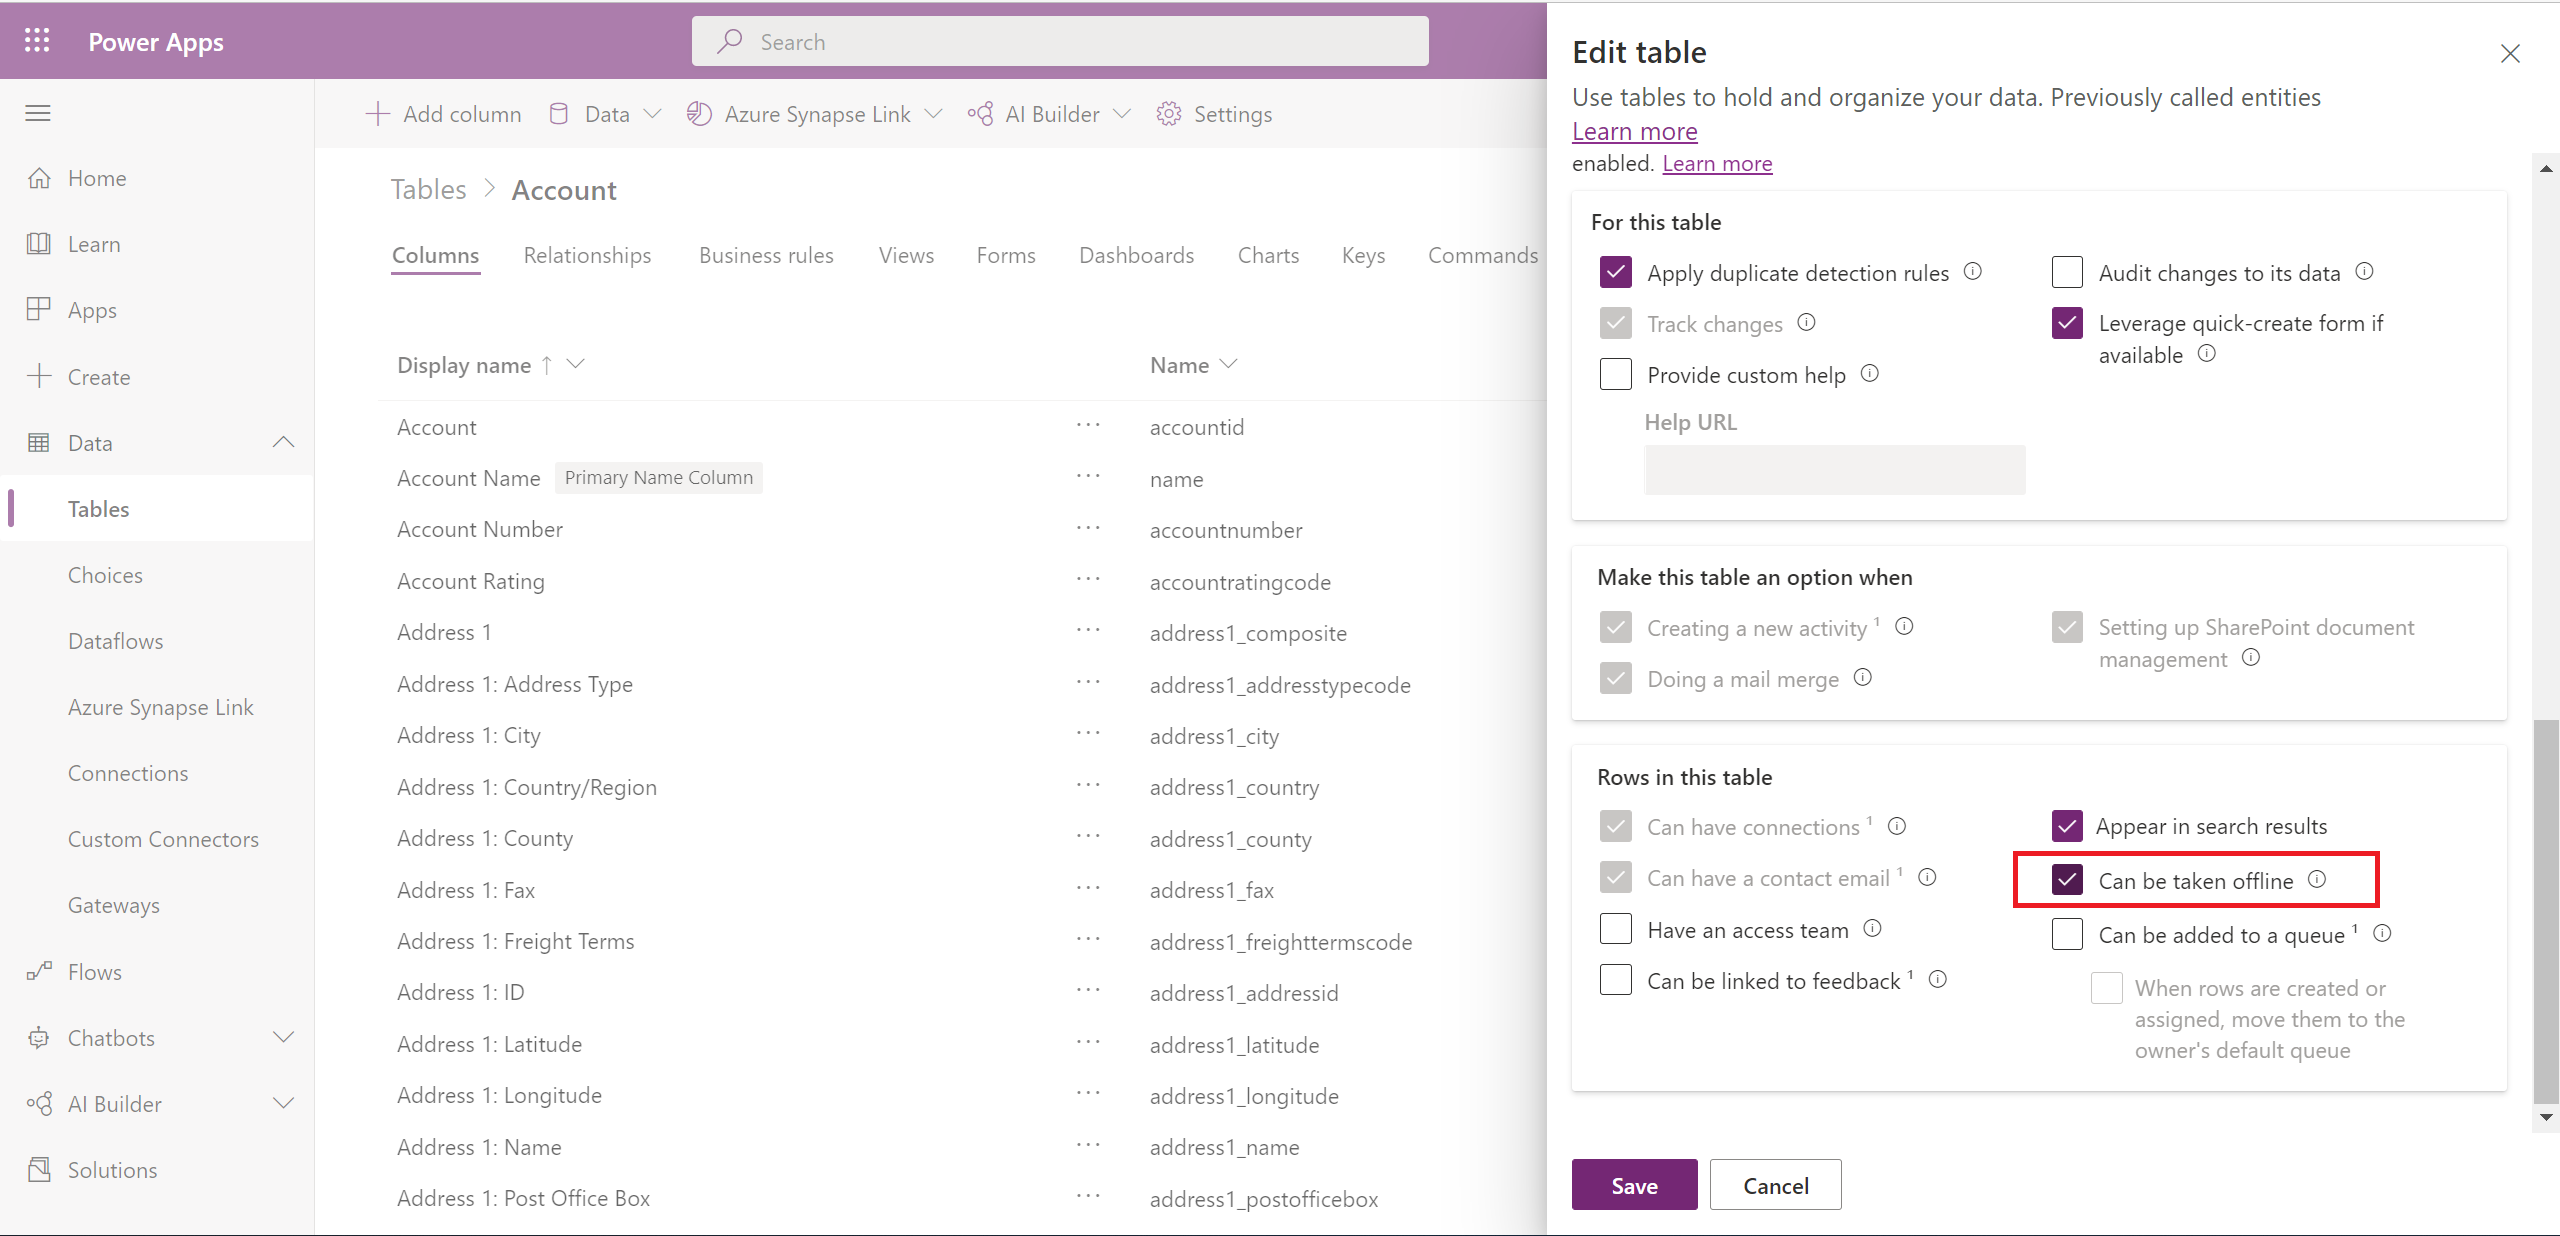 Power Apps
Search
Home
Learn
Apps
Create
Data
Tables
Choices
Dataflows
Azure Synapse Link
Connections
Custom Connectors
Gateways
Flows
Chatbots
AI Builder
Solutions
Add column Data Azure Synapse Link AI Builder Settings
Tables > Account
Columns Relationships Business rules Views Forms Dashboards Charts Keys Commands
Display name ↑ Name
Account ··· accountid
Account Name Primary Name Column ··· name
Account Number ··· accountnumber
Account Rating ··· accountratingcode
Address 1 ··· address1_composite
Address 1: Address Type ··· address1_addresstypecode
Address 1: City ··· address1_city
Address 1: Country/Region ··· address1_country
Address 1: County ··· address1_county
Address 1: Fax ··· address1_fax
Address 1: Freight Terms ··· address1_freighttermscode
Address 1: ID ··· address1_addressid
Address 1: Latitude ··· address1_latitude
Address 1: Longitude ··· address1_longitude
Address 1: Name ··· address1_name
Address 1: Post Office Box ··· address1_postofficebox
Edit table
Use tables to hold and organize your data. Previously called entities
Learn more
enabled. Learn more
For this table
Apply duplicate detection rules
Track changes
Provide custom help
Help URL
Audit changes to its data
Leverage quick-create form if
available
Make this table an option when
Creating a new activity ¹
Doing a mail merge
Setting up SharePoint document
management
Rows in this table
Can have connections ¹
Can have a contact email ¹
Have an access team
Can be linked to feedback ¹
Appear in search results
Can be taken offline
Can be added to a queue ¹
When rows are created or
assigned, move them to the
owner's default queue
Save Cancel